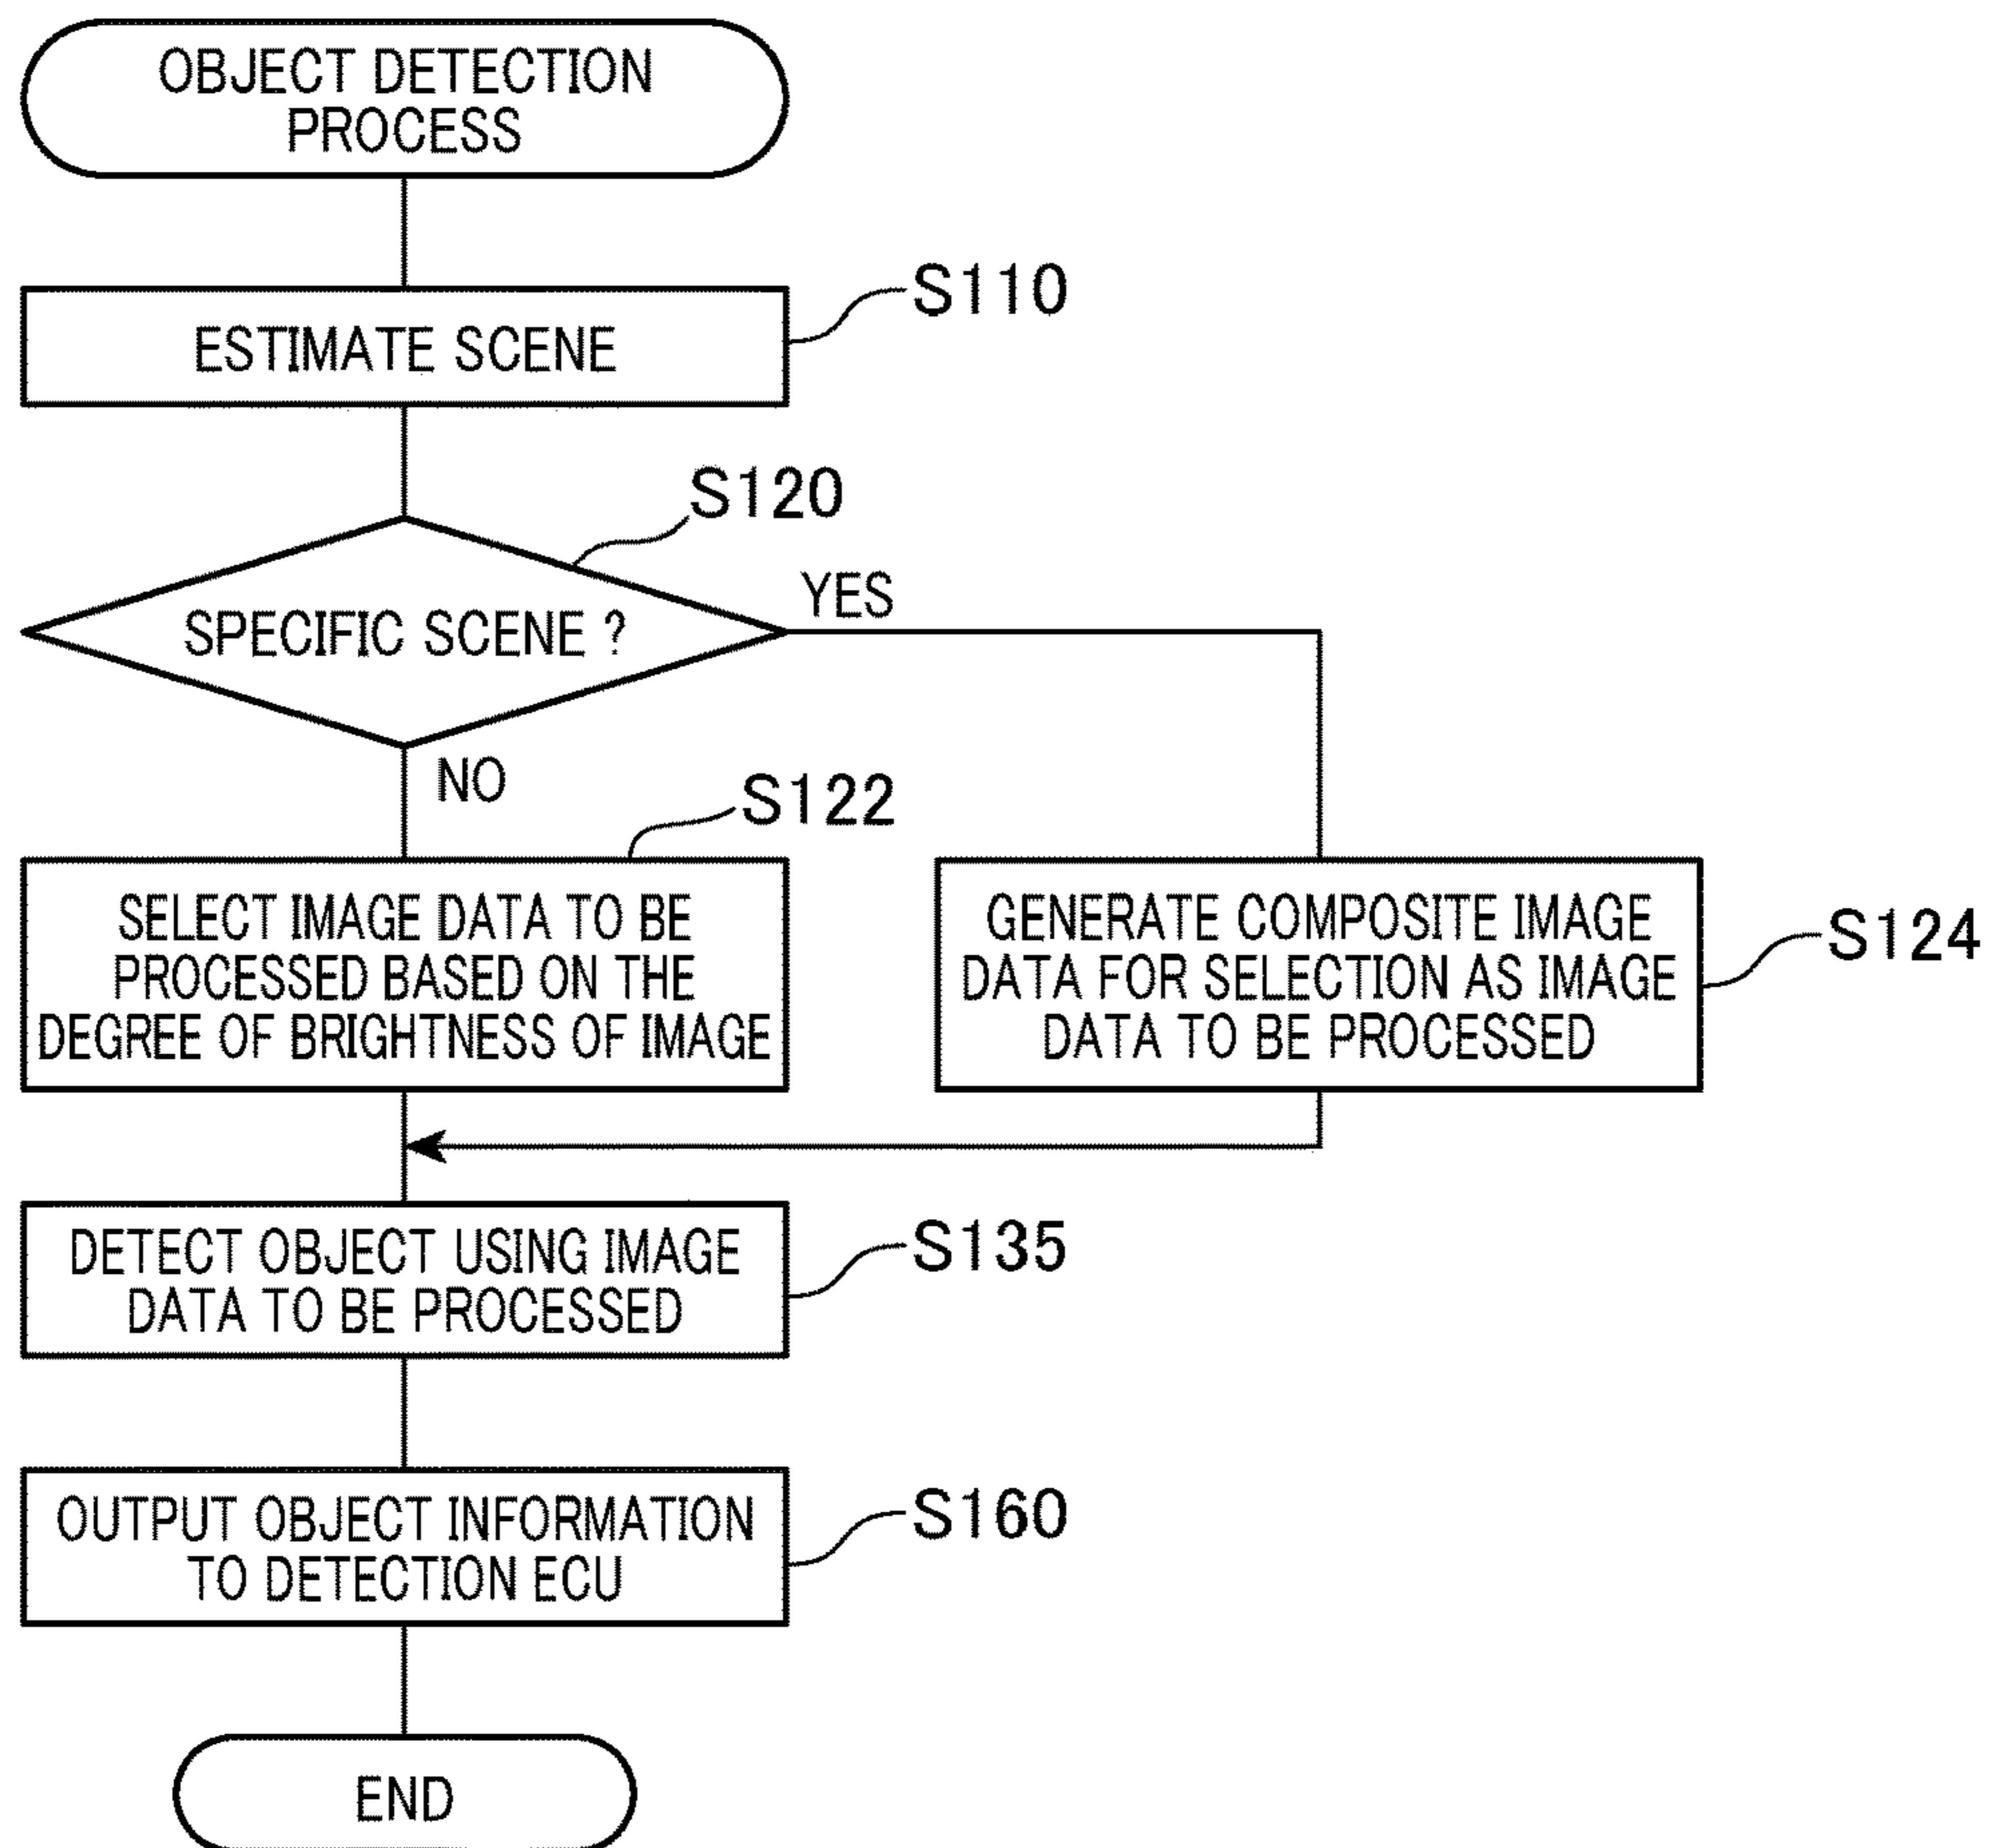 OBJECT DETECTION
PROCESS
S110
ESTIMATE SCENE
S120
SPECIFIC SCENE ?
YES
NO
S122
SELECT IMAGE DATA TO BE
PROCESSED BASED ON THE
DEGREE OF BRIGHTNESS OF IMAGE
GENERATE COMPOSITE IMAGE
DATA FOR SELECTION AS IMAGE
DATA TO BE PROCESSED
S124
DETECT OBJECT USING IMAGE
DATA TO BE PROCESSED
S135
OUTPUT OBJECT INFORMATION
TO DETECTION ECU
S160
END